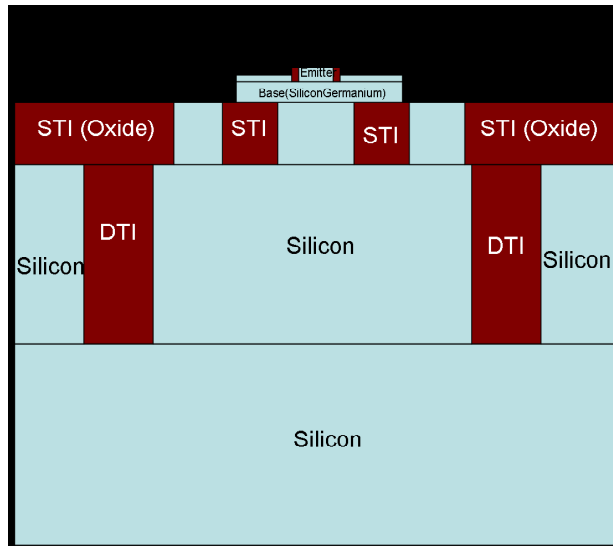 Emitte
Base(SiliconGermanium)
STI (Oxide)
STI
STI
STI (Oxide)
DTI
Silicon
DTI
Silicon
Silicon
Silicon